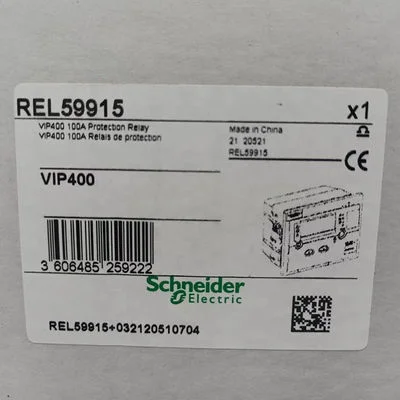 REL59915 x1
VIP400 100A Protection Relay
VIP400 100A Relais de protection
Made in China
21 20521
REL59915
CE
VIP400
3 606485 259222
Schneider
Electric
REL59915+032120510704